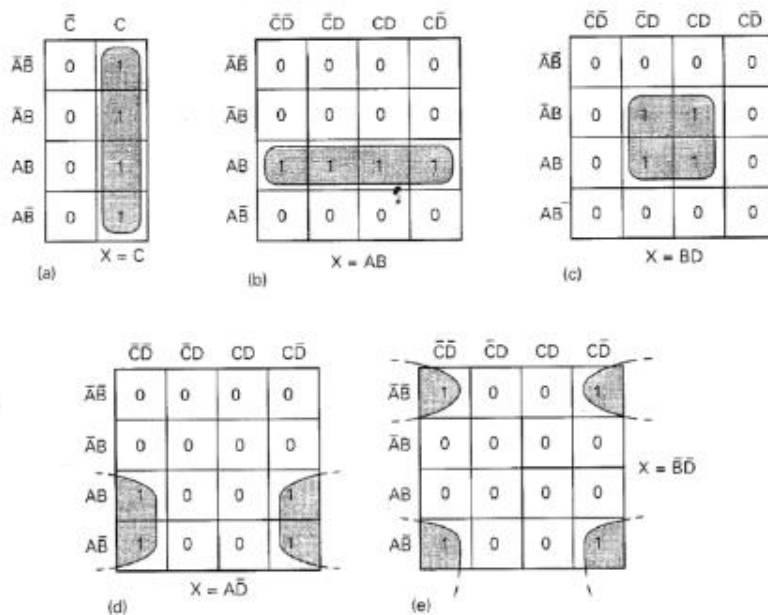 C̄ C
ĀB̄ 0 1
ĀB 0 1
AB 0 1
AB̄ 0 1
X = C
(a)
C̄D̄ C̄D CD CD̄
ĀB̄ 0 0 0 0
ĀB 0 0 0 0
AB 1 1 1 1
AB̄ 0 0 0 0
X = AB
(b)
C̄D̄ C̄D CD CD̄
ĀB̄ 0 0 0 0
ĀB 0 1 1 0
AB 0 1 1 0
AB̄ 0 0 0 0
X = BD
(c)
C̄D̄ C̄D CD CD̄
ĀB̄ 0 0 0 0
ĀB 0 0 0 0
AB 1 0 0 1
AB̄ 1 0 0 1
X = AD̄
(d)
C̄D̄ C̄D CD CD̄
ĀB̄ 1 0 0 1
ĀB 0 0 0 0
AB 0 0 0 0
AB̄ 1 0 0 1
X = B̄D̄
(e)